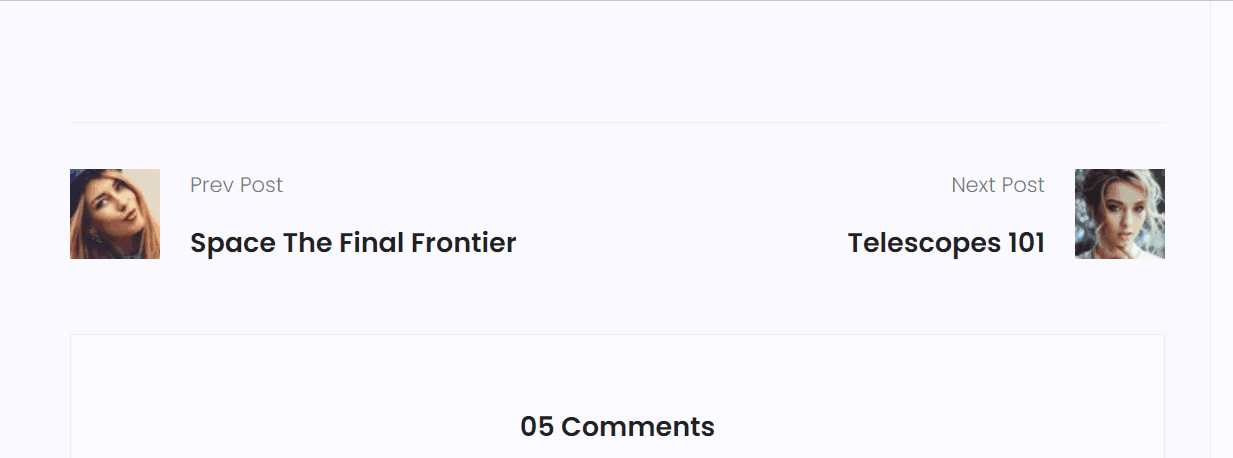 Prev Post
Space The Final Frontier
Next Post
Telescopes 101
05 Comments